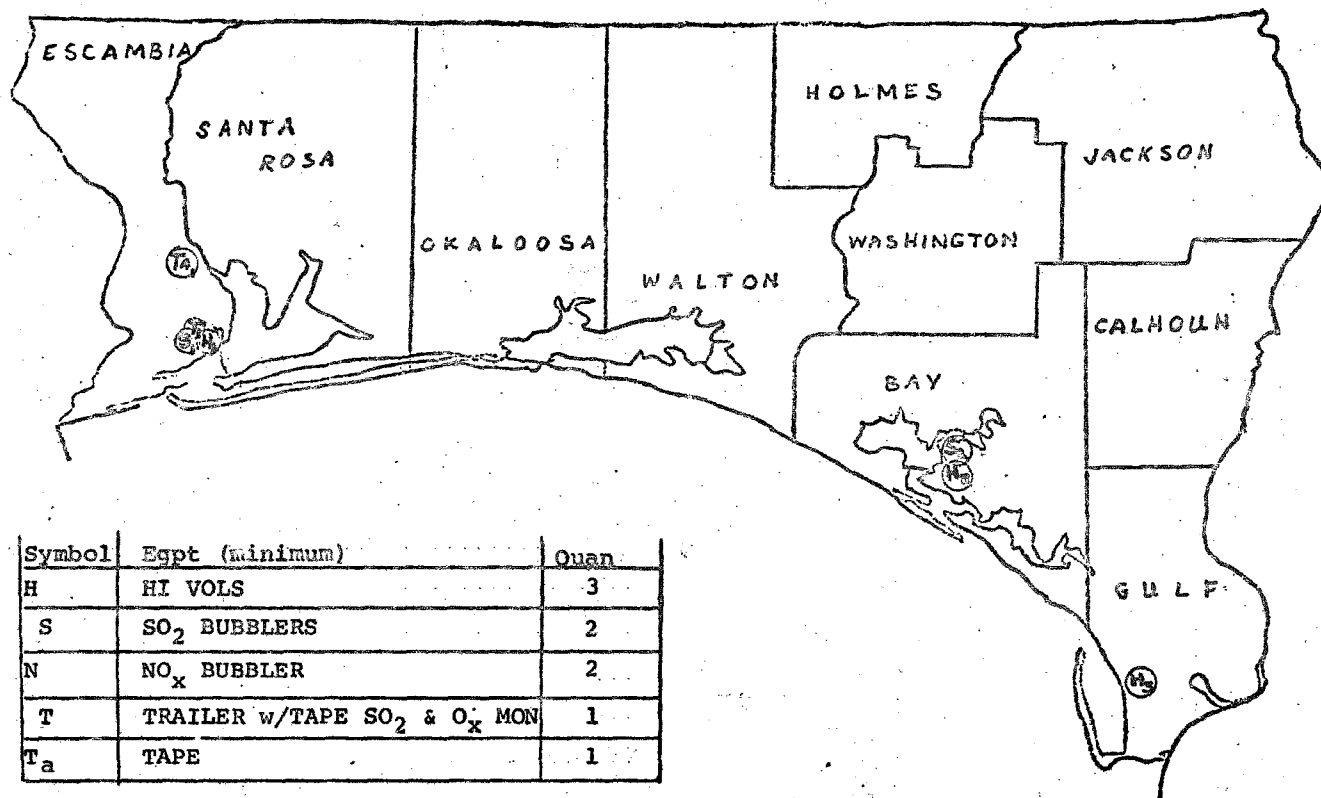 ESCAMBIA
SANTA
ROSA
OKALOOSA
WALTON
HOLMES
WASHINGTON
JACKSON
CALHOUN
BAY
GULF
Symbol Egpt (minimum) Quan
H HI VOLS 3
S SO2 BUBBLERS 2
N NOx BUBBLER 2
T TRAILER w/TAPE SO2 & Ox MON 1
Ta TAPE 1